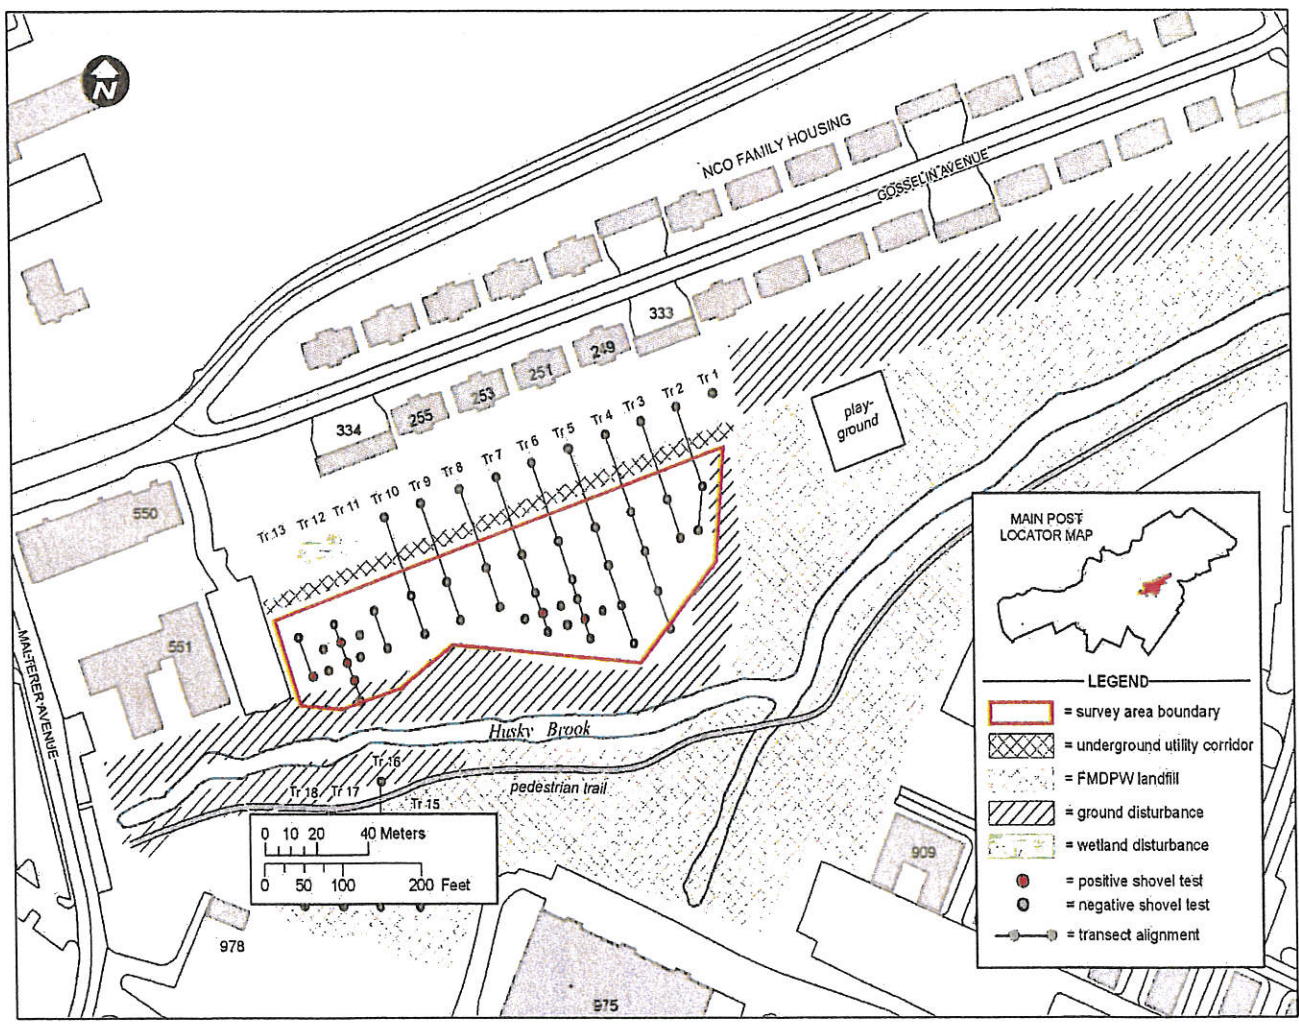 N
NCO FAMILY HOUSING
GOSSELIN AVENUE
333
249
251
253
255
334
play-
ground
Tr 1
Tr 2
Tr 3
Tr 4
Tr 5
Tr 6
Tr 7
Tr 8
Tr 9
Tr 10
Tr 11
Tr 12
Tr 13
550
551
MAL-TERER AVENUE
Husky Brook
pedestrian trail
Tr 16
Tr 18
Tr 17
Tr 15
0 10 20 40 Meters
0 50 100 200 Feet
978
975
909
MAIN POST
LOCATOR MAP
LEGEND
= survey area boundary
= underground utility corridor
= FMDPW landfill
= ground disturbance
= wetland disturbance
= positive shovel test
= negative shovel test
= transect alignment